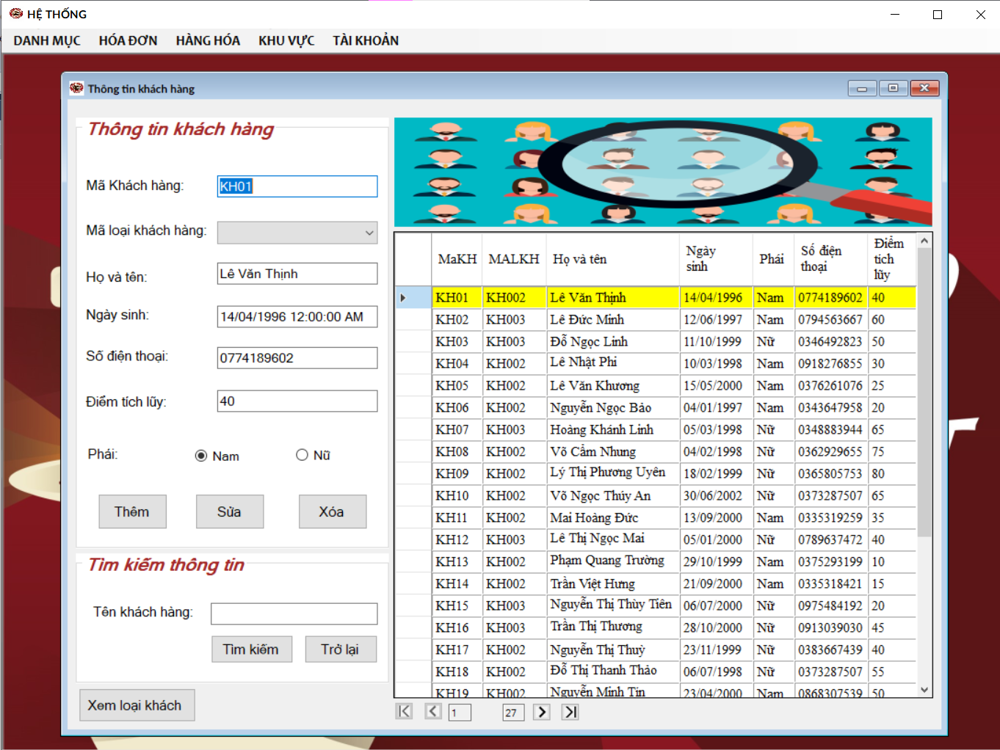 HỆ THỐNG
DANH MỤC HÓA ĐƠN HÀNG HÓA KHU VỰC TÀI KHOẢN
Thông tin khách hàng
Thông tin khách hàng
Mã Khách hàng: KH01
Mã loại khách hàng:
Họ và tên: Lê Văn Thịnh
Ngày sinh: 14/04/1996 12:00:00 AM
Số điện thoại: 0774189602
Điểm tích lũy: 40
Phái: Nam Nữ
Thêm Sửa Xóa
Tìm kiếm thông tin
Tên khách hàng:
Tìm kiếm Trở lại
Xem loại khách
MaKH MALKH Họ và tên Ngày sinh Phái Số điện thoại Điểm tich lũy
KH01 KH002 Lê Văn Thịnh 14/04/1996 Nam 0774189602 40
KH02 KH003 Lê Đức Minh 12/06/1997 Nam 0794563667 60
KH03 KH003 Đỗ Ngọc Linh 11/10/1999 Nữ 0346492823 50
KH04 KH002 Lê Nhật Phi 10/03/1998 Nam 0918276855 30
KH05 KH002 Lê Văn Khương 15/05/2000 Nam 0376261076 25
KH06 KH002 Nguyễn Ngọc Bảo 04/01/1997 Nam 0343647958 20
KH07 KH003 Hoàng Khánh Linh 05/03/1998 Nữ 0348883944 65
KH08 KH002 Võ Cẩm Nhung 04/02/1998 Nữ 0362929655 75
KH09 KH002 Lý Thị Phương Uyên 18/02/1999 Nữ 0365805753 80
KH10 KH002 Võ Ngọc Thúy An 30/06/2002 Nữ 0373287507 65
KH11 KH002 Mai Hoàng Đức 13/09/2000 Nam 0335319259 35
KH12 KH003 Lê Thị Ngọc Mai 05/01/2000 Nữ 0789637472 40
KH13 KH002 Phạm Quang Trường 29/10/1999 Nam 0375293199 10
KH14 KH002 Trần Việt Hưng 21/09/2000 Nam 0335318421 15
KH15 KH003 Nguyễn Thị Thùy Tiên 06/07/2000 Nữ 0975484192 20
KH16 KH003 Trần Thị Thương 28/10/2000 Nữ 0913039030 45
KH17 KH002 Nguyễn Thị Thuỳ 23/11/1999 Nữ 0383667439 40
KH18 KH002 Đỗ Thị Thanh Thảo 06/07/1998 Nữ 0373287507 55
KH19 KH002 Nguyễn Minh Tin 23/04/2000 Nam 0868307539 50
1 27